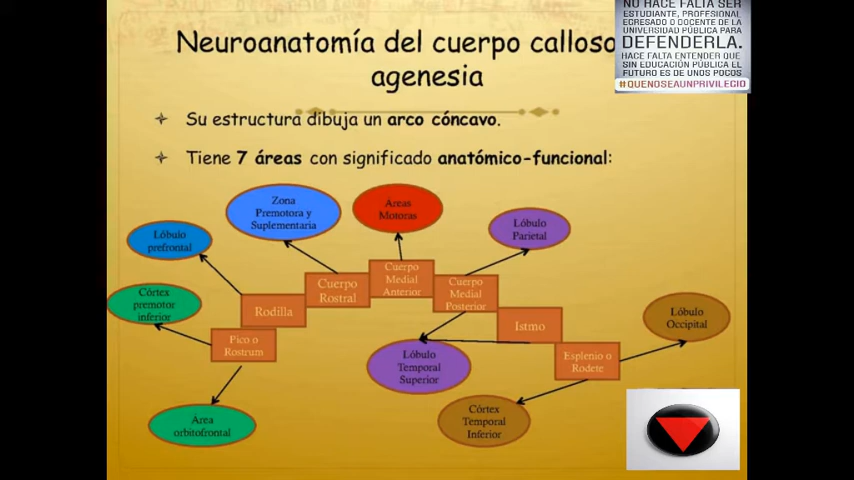 Neuroanatomía del cuerpo calloso
agenesia
Su estructura dibuja un arco cóncavo.
Tiene 7 áreas con significado anatómico-funcional:
NO HACE FALTA SER
ESTUDIANTE, PROFESIONAL
EGRESADO O DOCENTE DE LA
UNIVERSIDAD PÚBLICA PARA
DEFENDERLA.
HACE FALTA ENTENDER QUE
SIN EDUCACIÓN PÚBLICA EL
FUTURO ES DE UNOS POCOS
#QUENOSEAUNPRIVILEGIO
Zona
Premotora y
Suplementaria
Áreas
Motoras
Lóbulo
Parietal
Lóbulo
prefrontal
Córtex
premotor
inferior
Rodilla
Cuerpo
Rostral
Cuerpo
Medial
Anterior
Cuerpo
Medial
Posterior
Istmo
Lóbulo
Occipital
Pico o
Rostrum
Lóbulo
Temporal
Superior
Esplenio o
Rodete
Área
orbitofrontal
Córtex
Temporal
Inferior